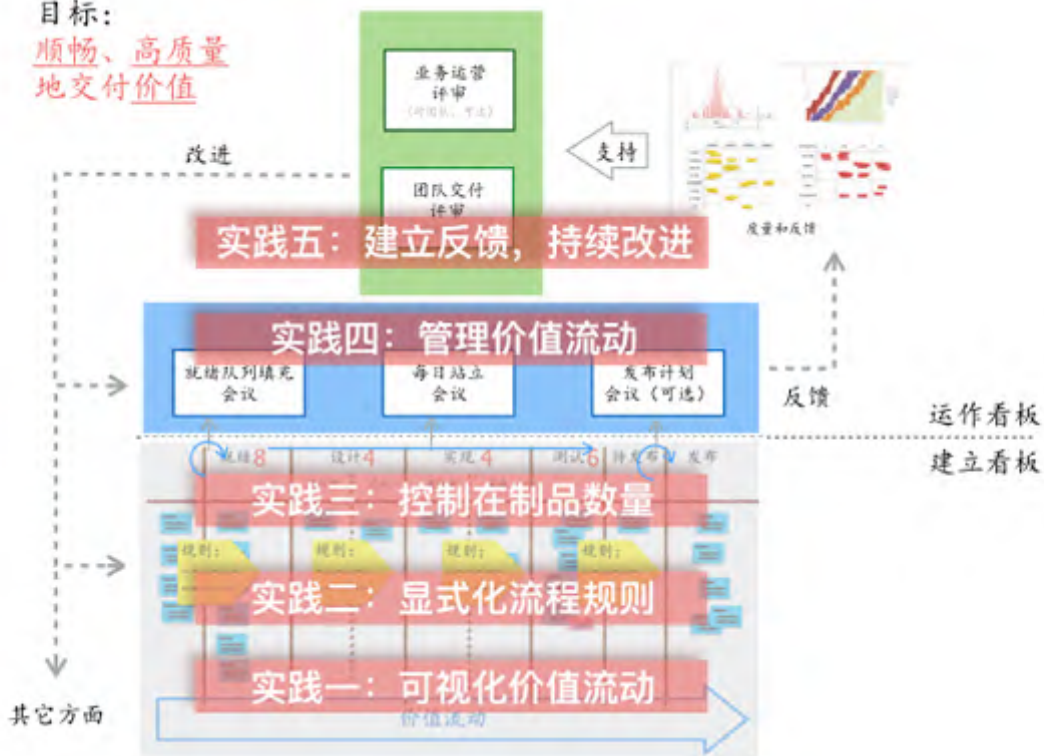 目标：
顺畅、高质量
地交付价值
业务运营
评审
改进
支持
团队交付
评审
质量和反馈
实践五：建立反馈，持续改进
实践四：管理价值流动
就绪队列填充
会议
每日站立
会议
发布计划
会议（可选）
反馈
运作看板
建立看板
就绪8
设计4
实现4
测试6
待发布
发布
实践三：控制在制品数量
规则：
规则：
规则：
规则：
实践二：显式化流程规则
实践一：可视化价值流动
价值流动
其它方面